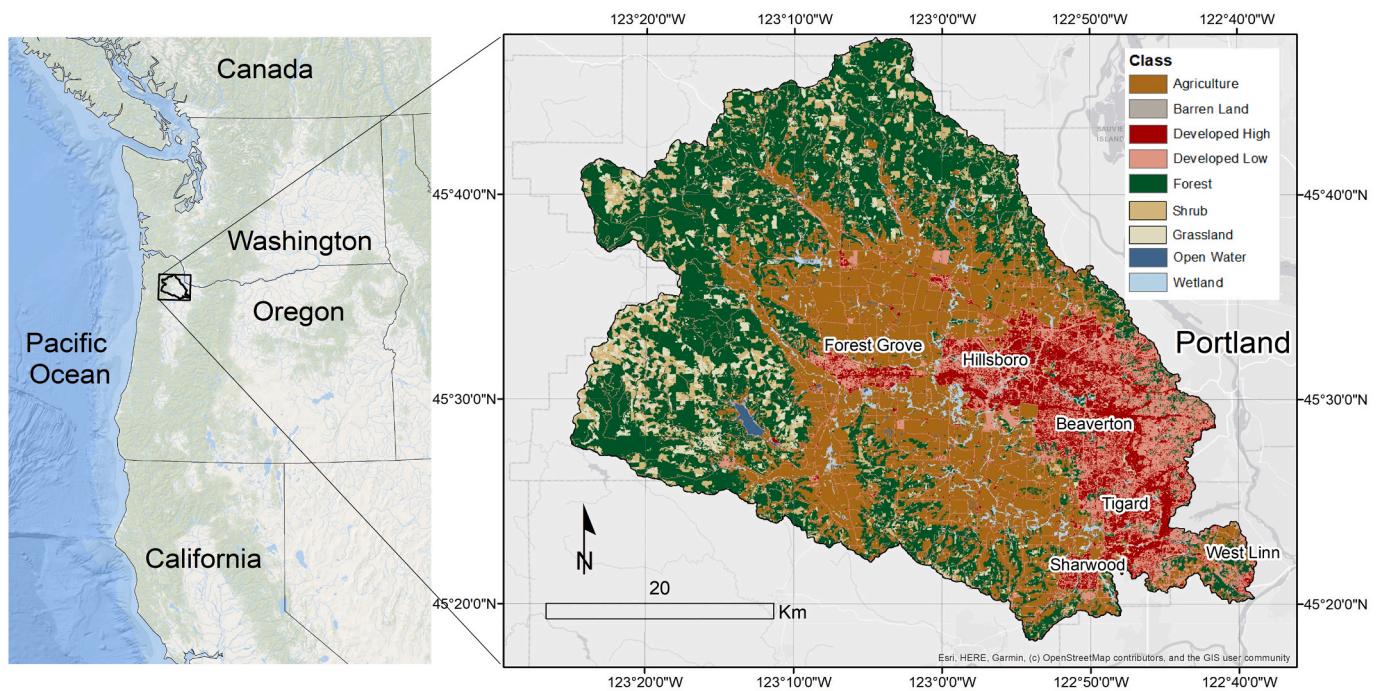 Canada
Washington
Oregon
Pacific
Ocean
California
123°20'0"W 123°10'0"W 123°0'0"W 122°50'0"W 122°40'0"W
45°40'0"N 45°40'0"N
45°30'0"N 45°30'0"N
45°20'0"N 45°20'0"N
Class
Agriculture
Barren Land
Developed High
Developed Low
Forest
Shrub
Grassland
Open Water
Wetland
SAUVIE
ISLAND
Portland
Forest Grove
Hillsboro
Beaverton
Tigard
West Linn
Sharwood
N
20
Km
Esri, HERE, Garmin, (c) OpenStreetMap contributors, and the GIS user community
123°20'0"W 123°10'0"W 123°0'0"W 122°50'0"W 122°40'0"W